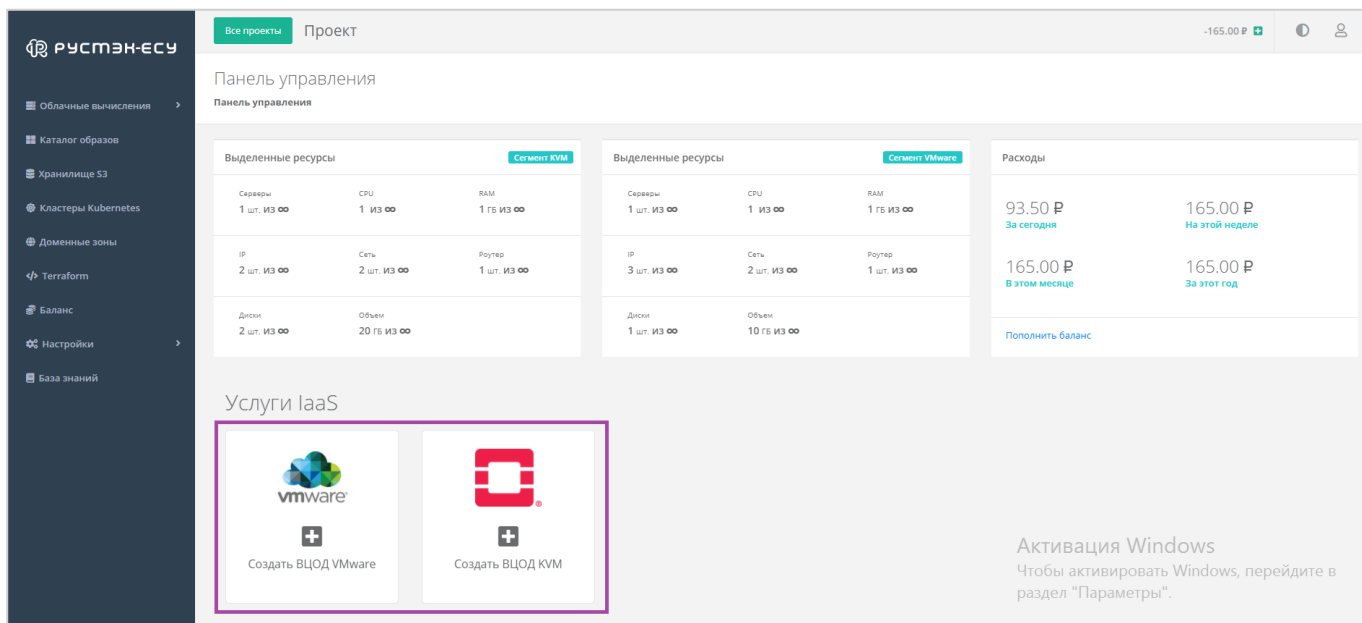 РУСТЭК-ЕСУ
Облачные вычисления
Каталог образов
Хранилище S3
Кластеры Kubernetes
Доменные зоны
Terraform
Баланс
Настройки
База знаний
Все проекты Проект -165.00 ₽
Панель управления
Панель управления
Выделенные ресурсы Сегмент KVM
Серверы CPU RAM
1 шт. из ∞ 1 из ∞ 1 ГБ из ∞
IP Сеть Роутер
2 шт. из ∞ 2 шт. из ∞ 1 шт. из ∞
Диски Объем
2 шт. из ∞ 20 ГБ из ∞
Выделенные ресурсы Сегмент VMware
Серверы CPU RAM
1 шт. из ∞ 1 из ∞ 1 ГБ из ∞
IP Сеть Роутер
3 шт. из ∞ 2 шт. из ∞ 1 шт. из ∞
Диски Объем
1 шт. из ∞ 10 ГБ из ∞
Расходы
93.50 ₽ 165.00 ₽
За сегодня На этой неделе
165.00 ₽ 165.00 ₽
В этом месяце За этот год
Пополнить баланс
Услуги IaaS
vmware
Создать ВЦОД VMware
Создать ВЦОД KVM
Активация Windows
Чтобы активировать Windows, перейдите в
раздел "Параметры".